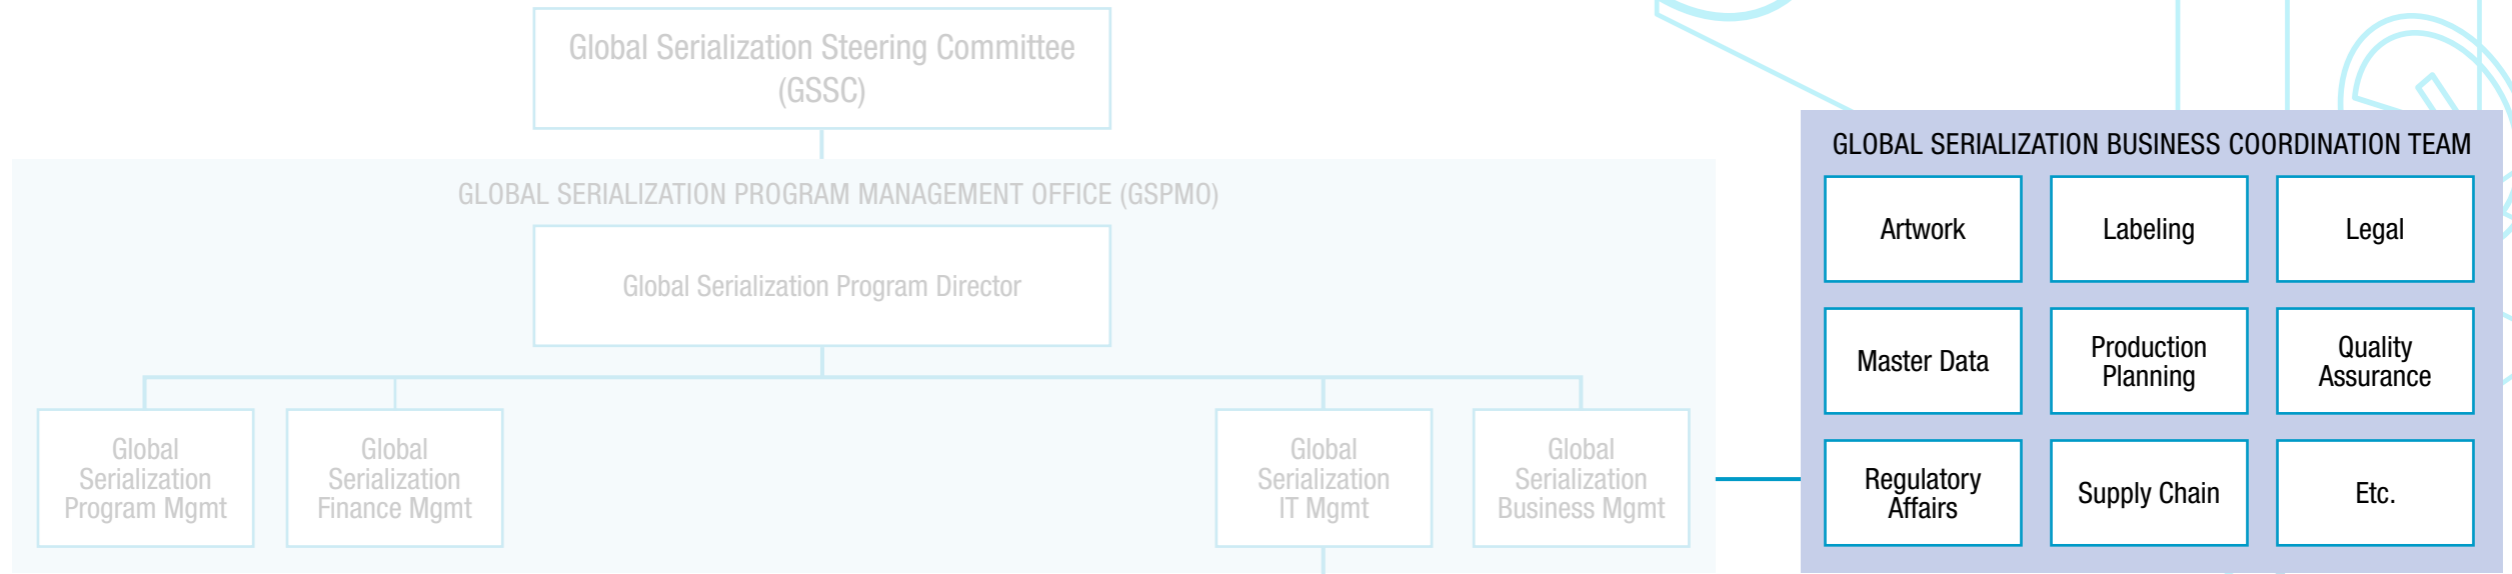 Global Serialization Steering Committee
(GSSC)
GLOBAL SERIALIZATION PROGRAM MANAGEMENT OFFICE (GSPMO)
Global Serialization Program Director
Global
Serialization
Program Mgmt
Global
Serialization
Finance Mgmt
Global
Serialization
IT Mgmt
Global
Serialization
Business Mgmt
GLOBAL SERIALIZATION BUSINESS COORDINATION TEAM
Artwork
Labeling
Legal
Master Data
Production
Planning
Quality
Assurance
Regulatory
Affairs
Supply Chain
Etc.